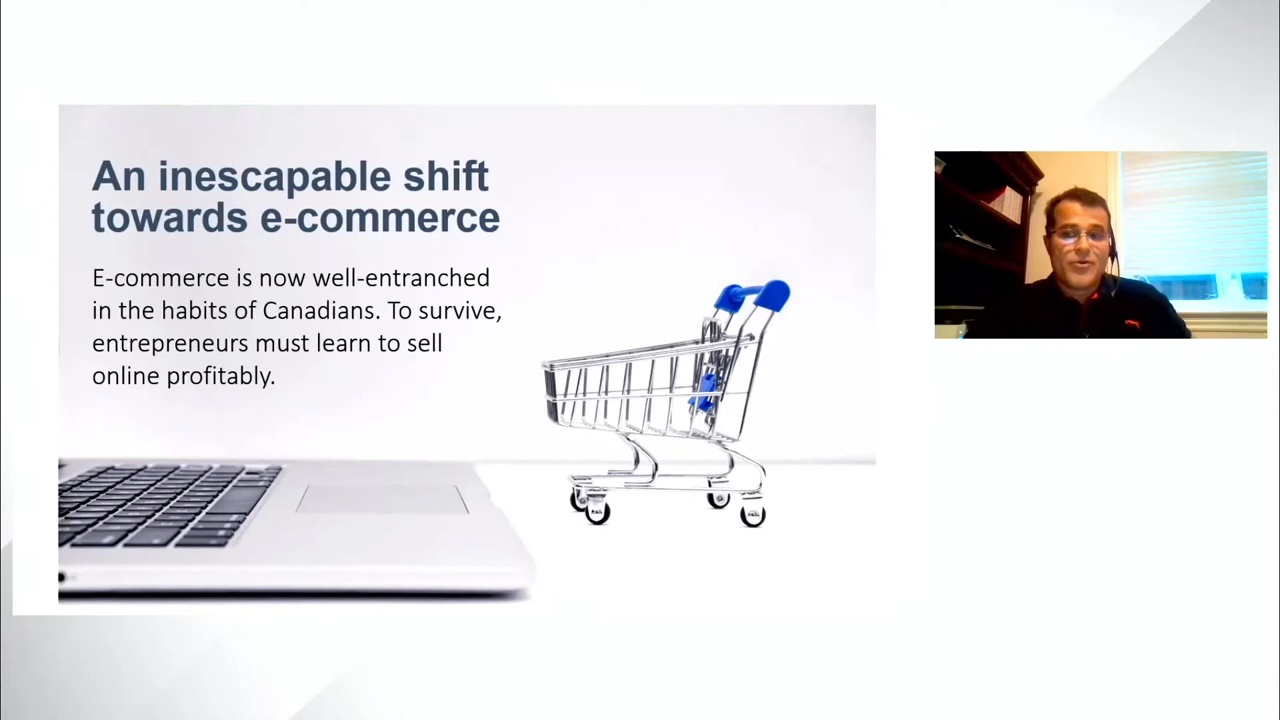 An inescapable shift
towards e-commerce
E-commerce is now well-entranched
in the habits of Canadians. To survive,
entrepreneurs must learn to sell
online profitably.